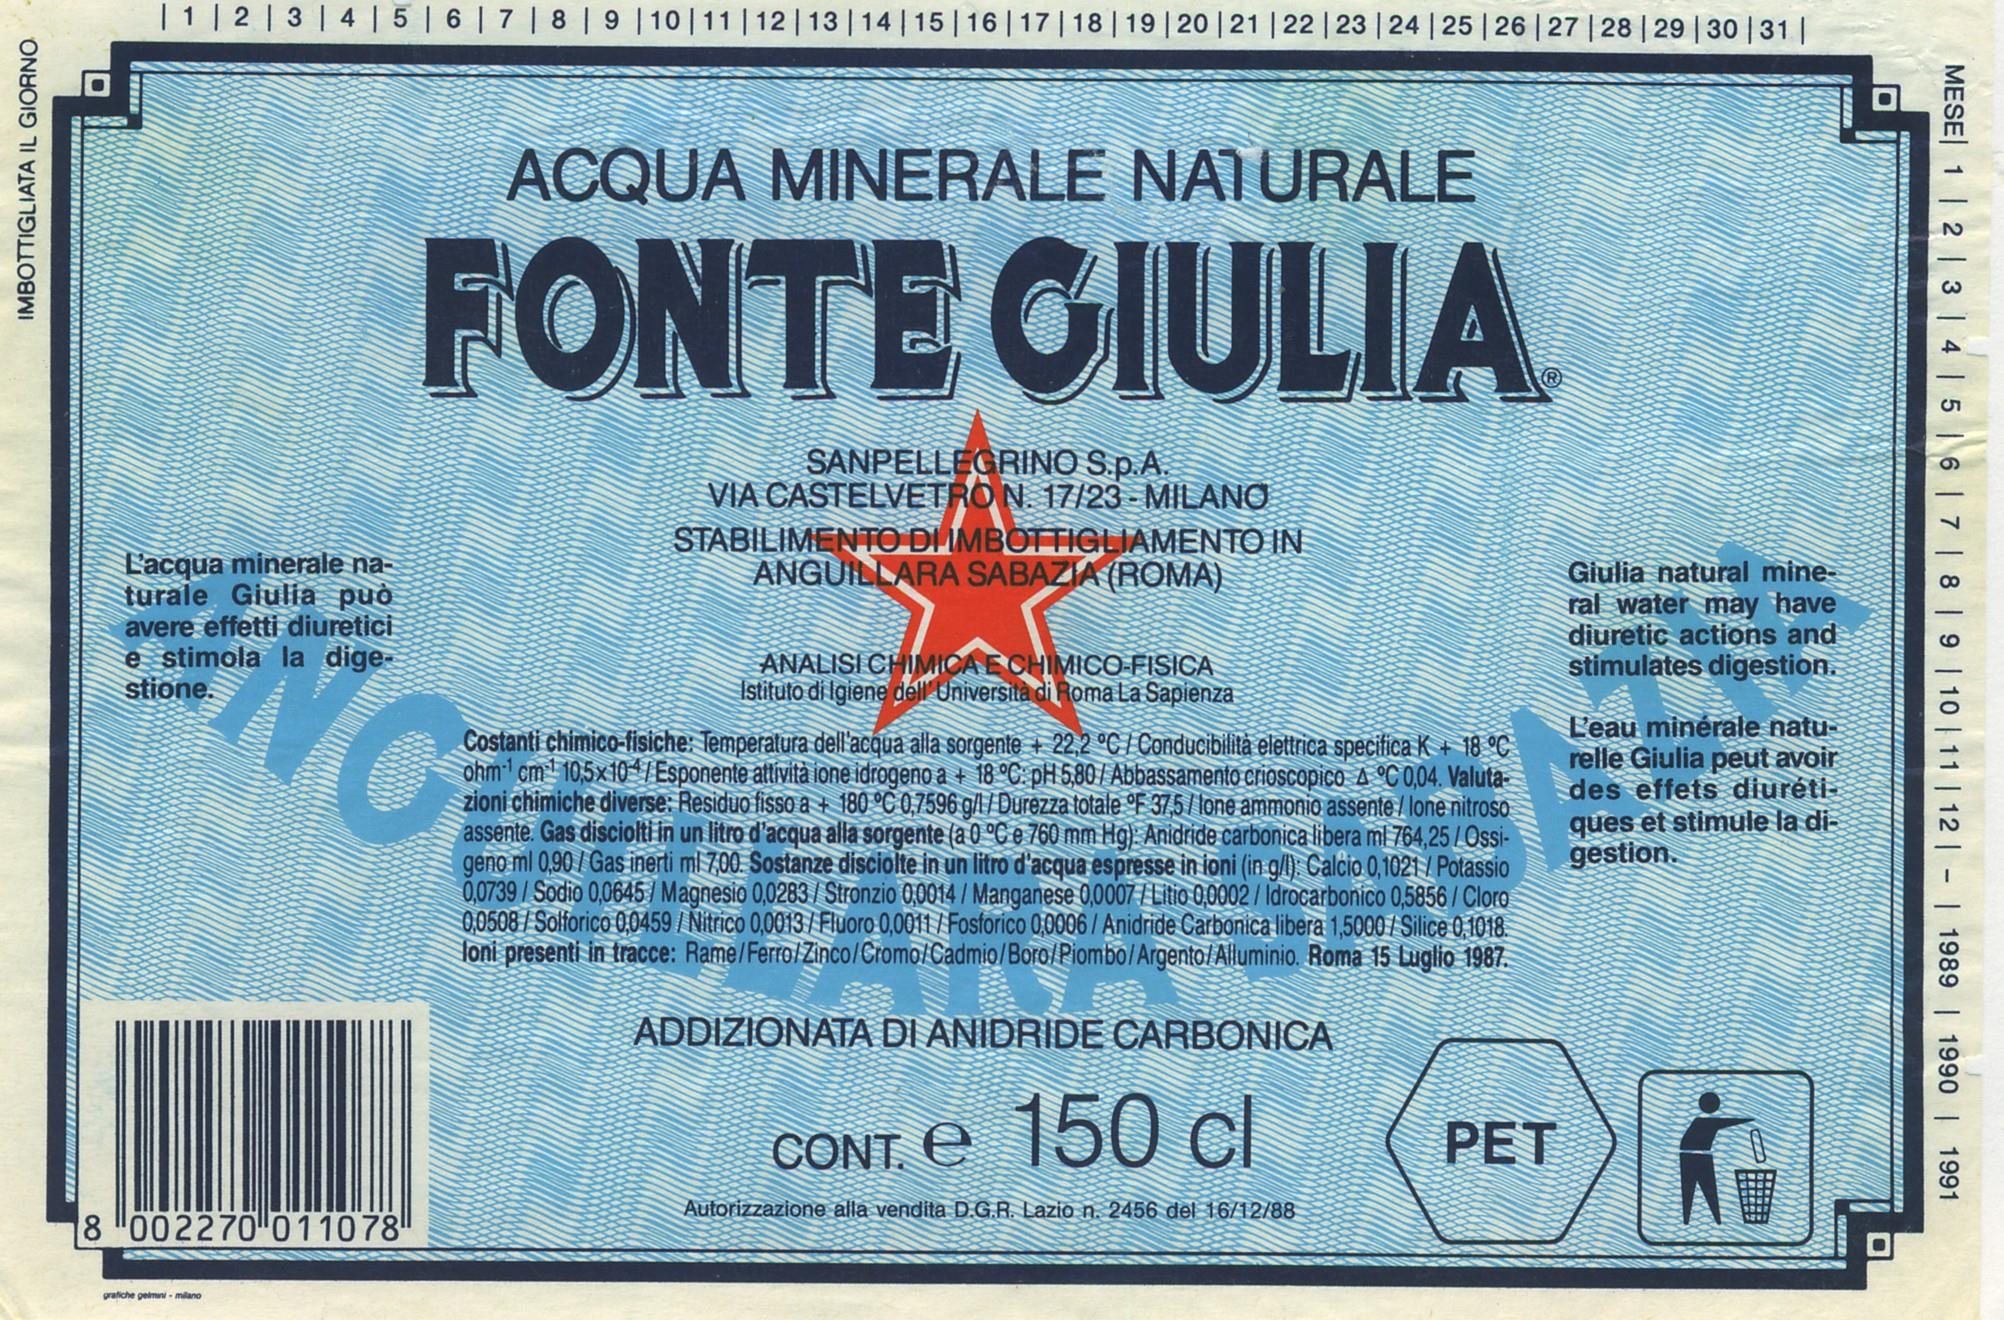 | 1 | 2 | 3 | 4 | 5 | 6 | 7 | 8 | 9 | 10 | 11 | 12 | 13 | 14 | 15 | 16 | 17 | 18 | 19 | 20 | 21 | 22 | 23 | 24 | 25 | 26 | 27 | 28 | 29 | 30 | 31 |
IMBOTTIGLIATA IL GIORNO
MESE | 1 | 2 | 3 | 4 | 5 | 6 | 7 | 8 | 9 | 10 | 11 | 12 | - | 1989 | 1990 | 1991
ACQUA MINERALE NATURALE
FONTE GIULIA®
SANPELLEGRINO S.p.A.
VIA CASTELVETRO N. 17/23 - MILANO
STABILIMENTO DI IMBOTTIGLIAMENTO IN
ANGUILLARA SABAZIA (ROMA)
L'acqua minerale na-
turale Giulia può
avere effetti diuretici
e stimola la dige-
stione.
Giulia natural mine-
ral water may have
diuretic actions and
stimulates digestion.
L'eau minérale natu-
relle Giulia peut avoir
des effets diuréti-
ques et stimule la di-
gestion.
ANGUILLARA SABAZIA
ANALISI CHIMICA E CHIMICO-FISICA
Istituto di Igiene dell'Università di Roma La Sapienza
Costanti chimico-fisiche: Temperatura dell'acqua alla sorgente + 22,2 ºC / Conducibilità elettrica specifica K + 18 ºC
ohm⁻¹ cm⁻¹ 10,5x10⁻⁴ / Esponente attività ione idrogeno a + 18 ºC: pH 5,80 / Abbassamento crioscopico Δ ºC 0,04. Valuta-
zioni chimiche diverse: Residuo fisso a + 180 ºC 0,7596 g/l / Durezza totale ºF 37,5 / Ione ammonio assente / Ione nitroso
assente. Gas disciolti in un litro d'acqua alla sorgente (a 0 ºC e 760 mm Hg): Anidride carbonica libera ml 764,25 / Ossi-
geno ml 0,90 / Gas inerti ml 7,00. Sostanze disciolte in un litro d'acqua espresse in ioni (in g/l): Calcio 0,1021 / Potassio
0,0739 / Sodio 0,0645 / Magnesio 0,0283 / Stronzio 0,0014 / Manganese 0,0007 / Litio 0,0002 / Idrocarbonico 0,5856 / Cloro
0,0508 / Solforico 0,0459 / Nitrico 0,0013 / Fluoro 0,0011 / Fosforico 0,0006 / Anidride Carbonica libera 1,5000 / Silice 0,1018.
Ioni presenti in tracce: Rame/Ferro/Zinco/Cromo/Cadmio/Boro/Piombo/Argento/Alluminio. Roma 15 Luglio 1987.
ADDIZIONATA DI ANIDRIDE CARBONICA
CONT. ℮ 150 cl
PET
Autorizzazione alla vendita D.G.R. Lazio n. 2456 del 16/12/88
8 002270 011078
grafiche gelmini - milano